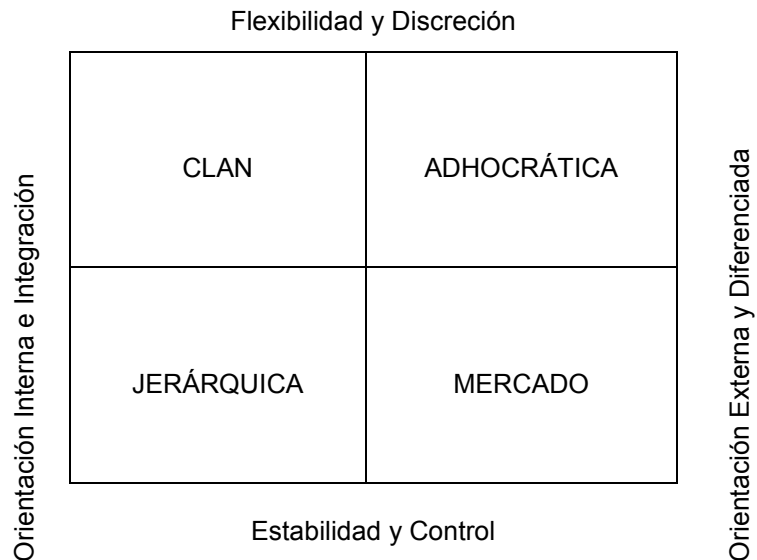 Flexibilidad y Discreción
Orientación Interna e Integración
CLAN
ADHOCRÁTICA
JERÁRQUICA
MERCADO
Orientación Externa y Diferenciada
Estabilidad y Control